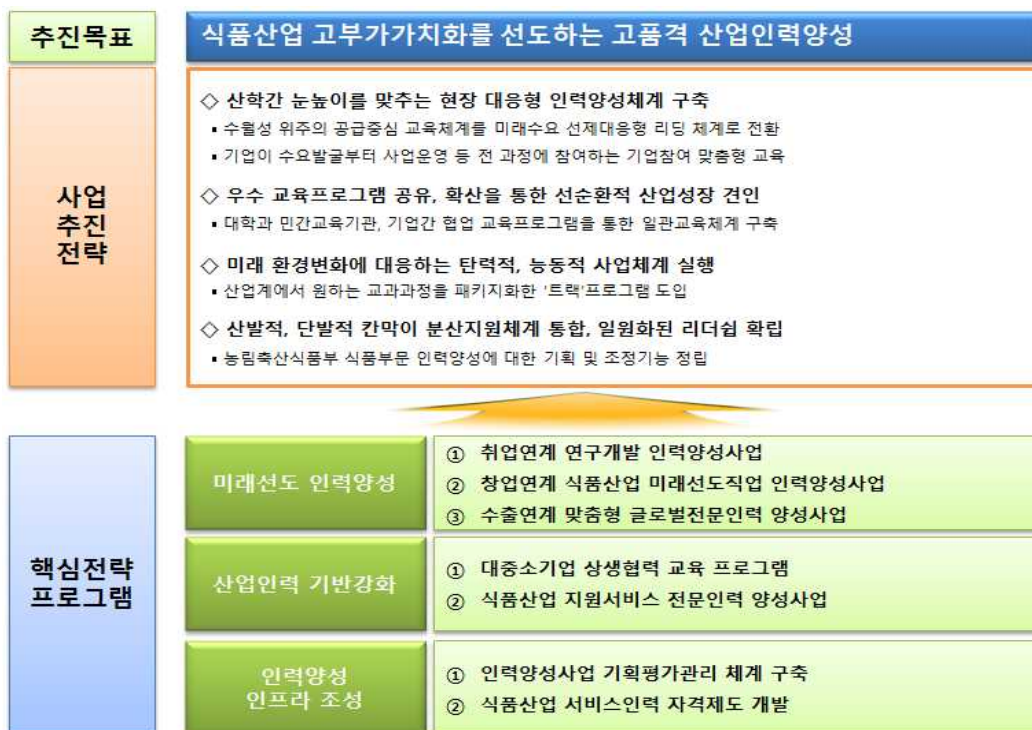 추진목표
식품산업 고부가가치화를 선도하는 고품격 산업인력양성
사업
추진
전략
◇ 산학간 눈높이를 맞추는 현장 대응형 인력양성체계 구축
▪ 수월성 위주의 공급중심 교육체계를 미래수요 선제대응형 리딩 체계로 전환
▪ 기업이 수요발굴부터 사업운영 등 전 과정에 참여하는 기업참여 맞춤형 교육
◇ 우수 교육프로그램 공유, 확산을 통한 선순환적 산업성장 견인
▪ 대학과 민간교육기관, 기업간 협업 교육프로그램을 통한 일관교육체계 구축
◇ 미래 환경변화에 대응하는 탄력적, 능동적 사업체계 실행
▪ 산업계에서 원하는 교과과정을 패키지화한 '트랙'프로그램 도입
◇ 산발적, 단발적 칸막이 분산지원체계 통합, 일원화된 리더쉽 확립
▪ 농림축산식품부 식품부문 인력양성에 대한 기획 및 조정기능 정립
핵심전략
프로그램
미래선도 인력양성
① 취업연계 연구개발 인력양성사업
② 창업연계 식품산업 미래선도직업 인력양성사업
③ 수출연계 맞춤형 글로벌전문인력 양성사업
산업인력 기반강화
① 대중소기업 상생협력 교육 프로그램
② 식품산업 지원서비스 전문인력 양성사업
인력양성
인프라 조성
① 인력양성사업 기획평가관리 체계 구축
② 식품산업 서비스인력 자격제도 개발